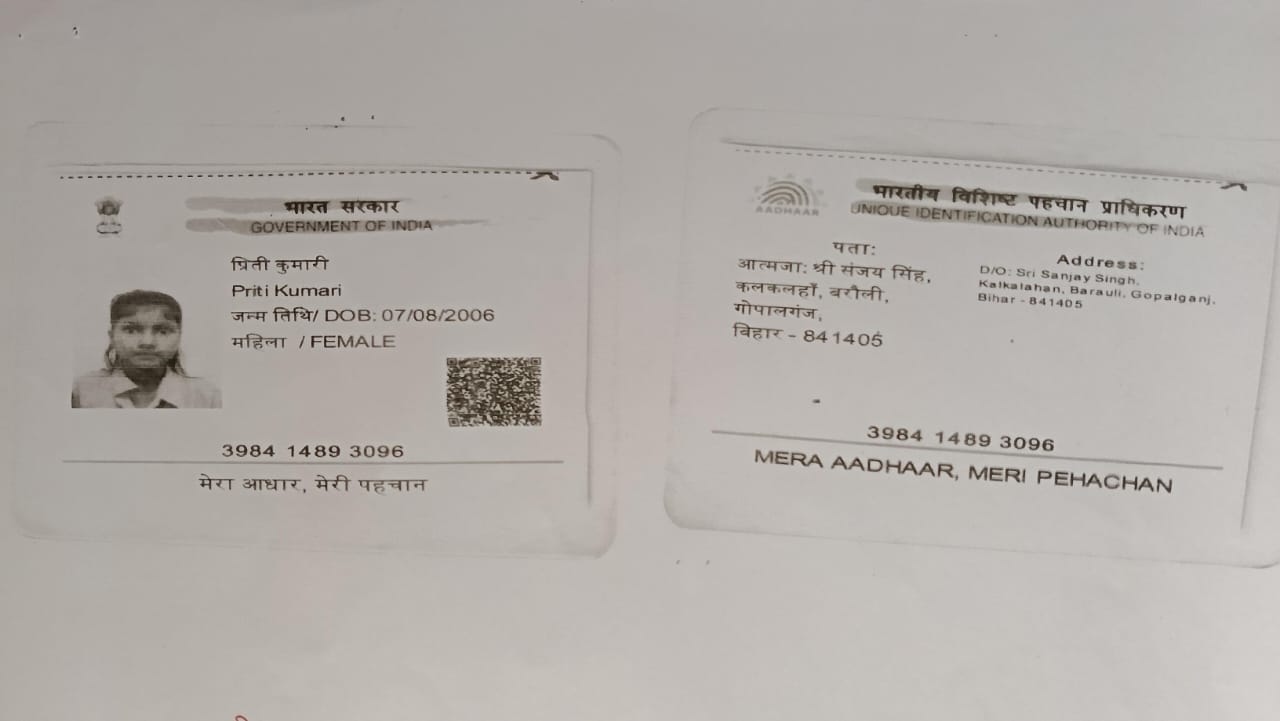 भारत सरकार
GOVERNMENT OF INDIA
प्रिती कुमारी
Priti Kumari
जन्म तिथि/ DOB: 07/08/2006
महिला / FEMALE
3984 1489 3096
मेरा आधार, मेरी पहचान
AADHAAR
भारतीय विशिष्ट पहचान प्राधिकरण
UNIQUE IDENTIFICATION AUTHORITY OF INDIA
पता:
आत्मजा: श्री संजय सिंह,
कलकलहाँ, बरौली,
गोपालगंज,
बिहार - 841405
Address:
D/O: Sri Sanjay Singh,
Kalkalahan, Barauli, Gopalganj,
Bihar - 841405
3984 1489 3096
MERA AADHAAR, MERI PEHACHAN